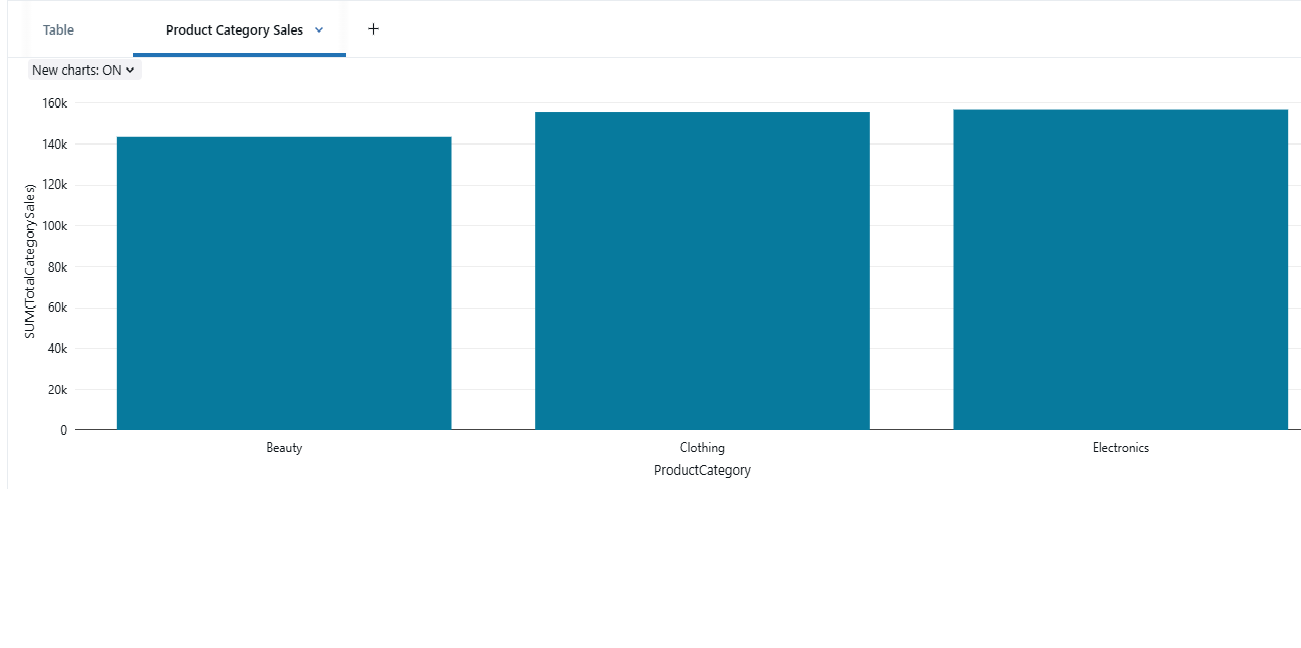 Table Product Category Sales +
New charts: ON
160k
140k
120k
100k
80k
60k
40k
20k
0
SUM(TotalCategorySales)
Beauty Clothing Electronics
ProductCategory